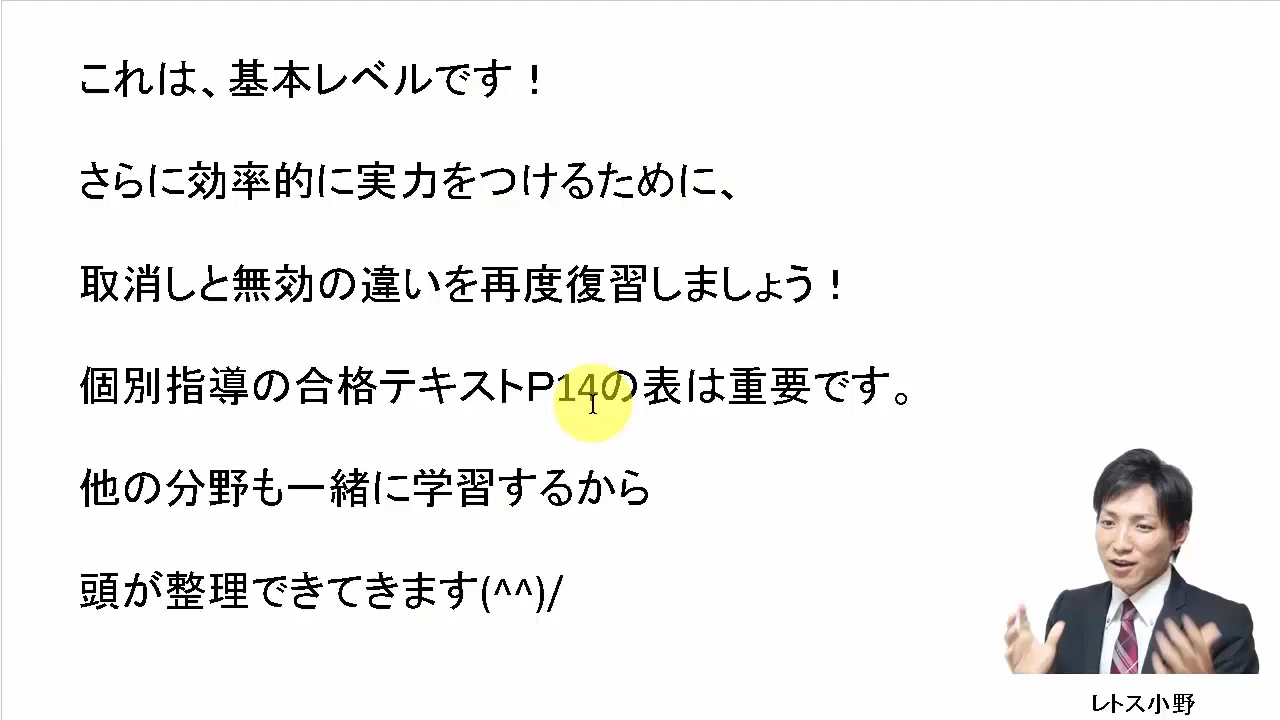 これは、基本レベルです！
さらに効率的に実力をつけるために、
取消しと無効の違いを再度復習しましょう！
個別指導の合格テキストP14の表は重要です。
他の分野も一緒に学習するから
頭が整理できてきます(^^)/
レトス小野